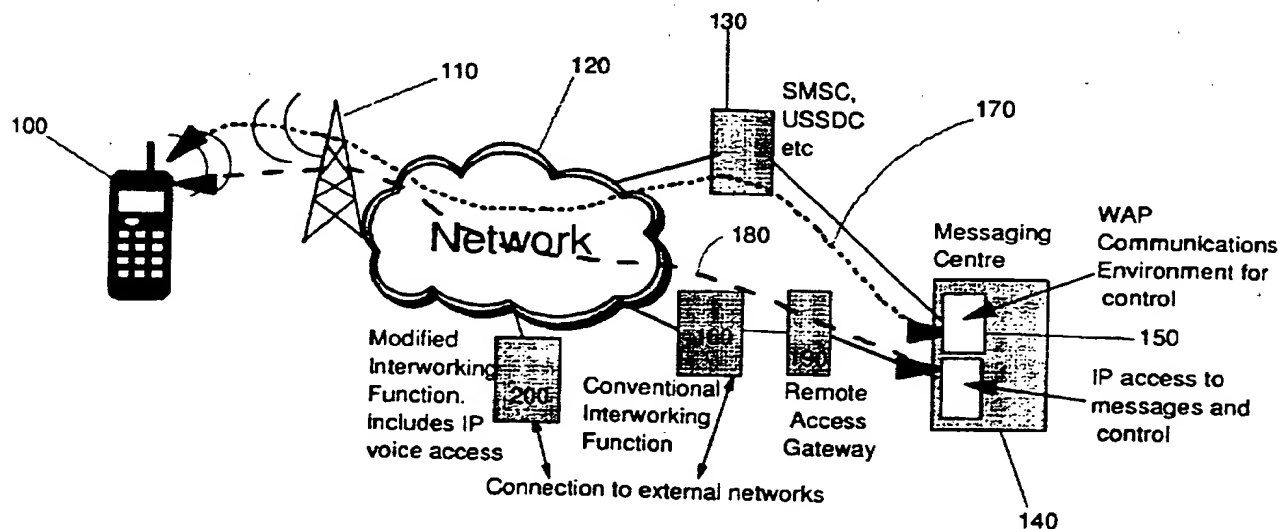 130
120
110
SMSC,
USSDC
etc
170
100
WAP
Communications
Environment for
control
Network
180
Messaging
Centre
150
Modified
Interworking
Function.
Includes IP
voice access
200
160
Conventional
Interworking
Function
190
Remote
Access
Gateway
IP access to
messages and
control
Connection to external networks
140